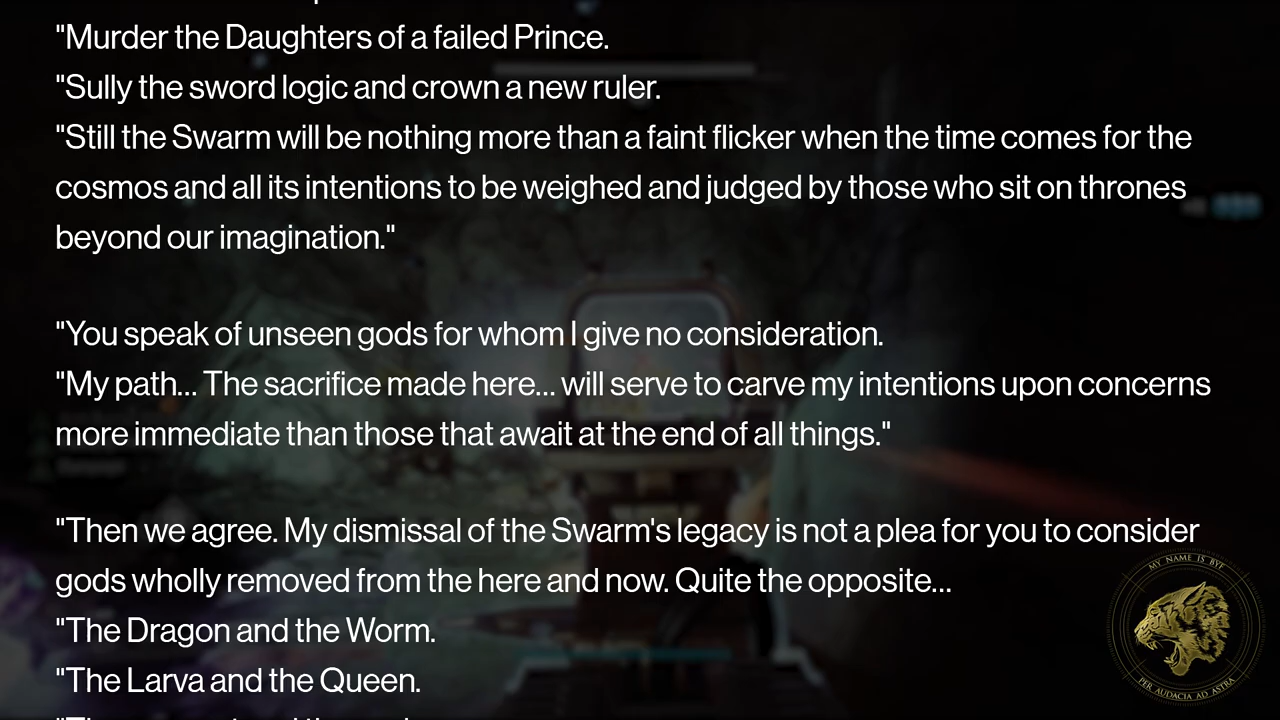 "Murder the Daughters of a failed Prince.
"Sully the sword logic and crown a new ruler.
"Still the Swarm will be nothing more than a faint flicker when the time comes for the
cosmos and all its intentions to be weighed and judged by those who sit on thrones
beyond our imagination."
"You speak of unseen gods for whom I give no consideration.
"My path... The sacrifice made here... will serve to carve my intentions upon concerns
more immediate than those that await at the end of all things."
"Then we agree. My dismissal of the Swarm's legacy is not a plea for you to consider
gods wholly removed from the here and now. Quite the opposite...
"The Dragon and the Worm.
"The Larva and the Queen.
MY NAME IS BYF
PER AUDACIA AD ASTRA